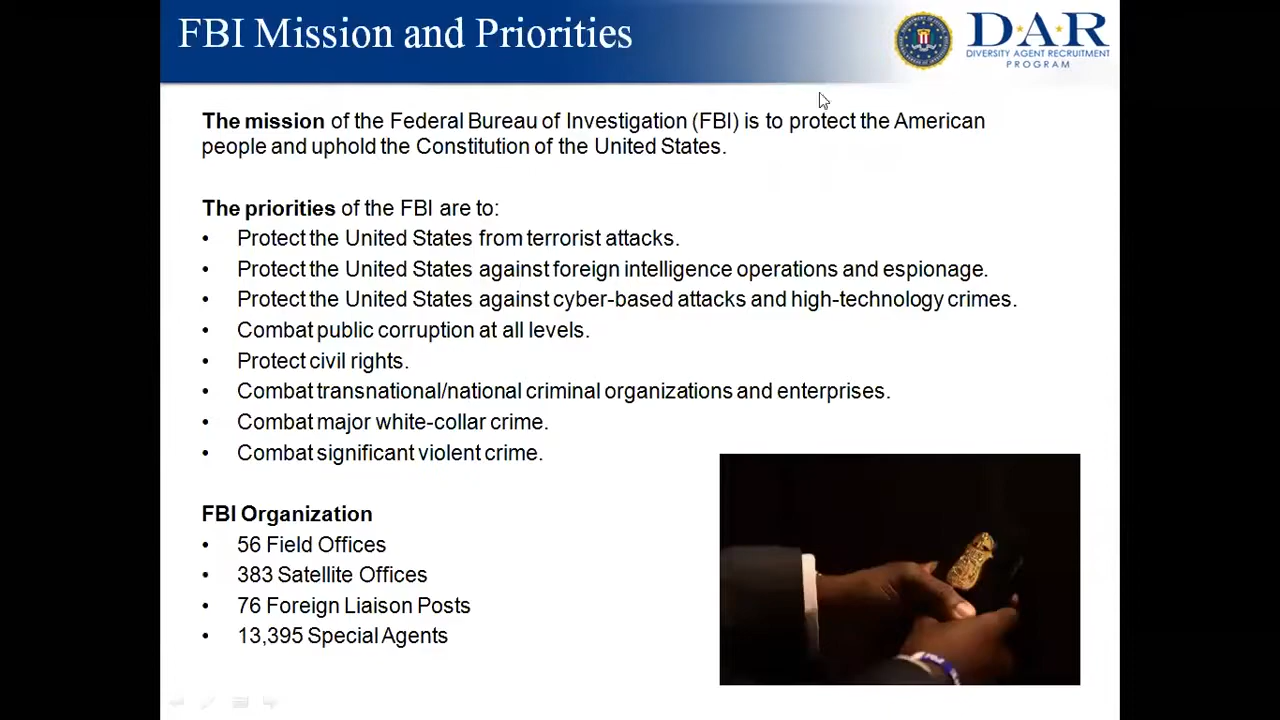 FBI Mission and Priorities
D★A★R
DIVERSITY AGENT RECRUITMENT
PROGRAM
The mission of the Federal Bureau of Investigation (FBI) is to protect the American
people and uphold the Constitution of the United States.
The priorities of the FBI are to:
• Protect the United States from terrorist attacks.
• Protect the United States against foreign intelligence operations and espionage.
• Protect the United States against cyber-based attacks and high-technology crimes.
• Combat public corruption at all levels.
• Protect civil rights.
• Combat transnational/national criminal organizations and enterprises.
• Combat major white-collar crime.
• Combat significant violent crime.
FBI Organization
• 56 Field Offices
• 383 Satellite Offices
• 76 Foreign Liaison Posts
• 13,395 Special Agents